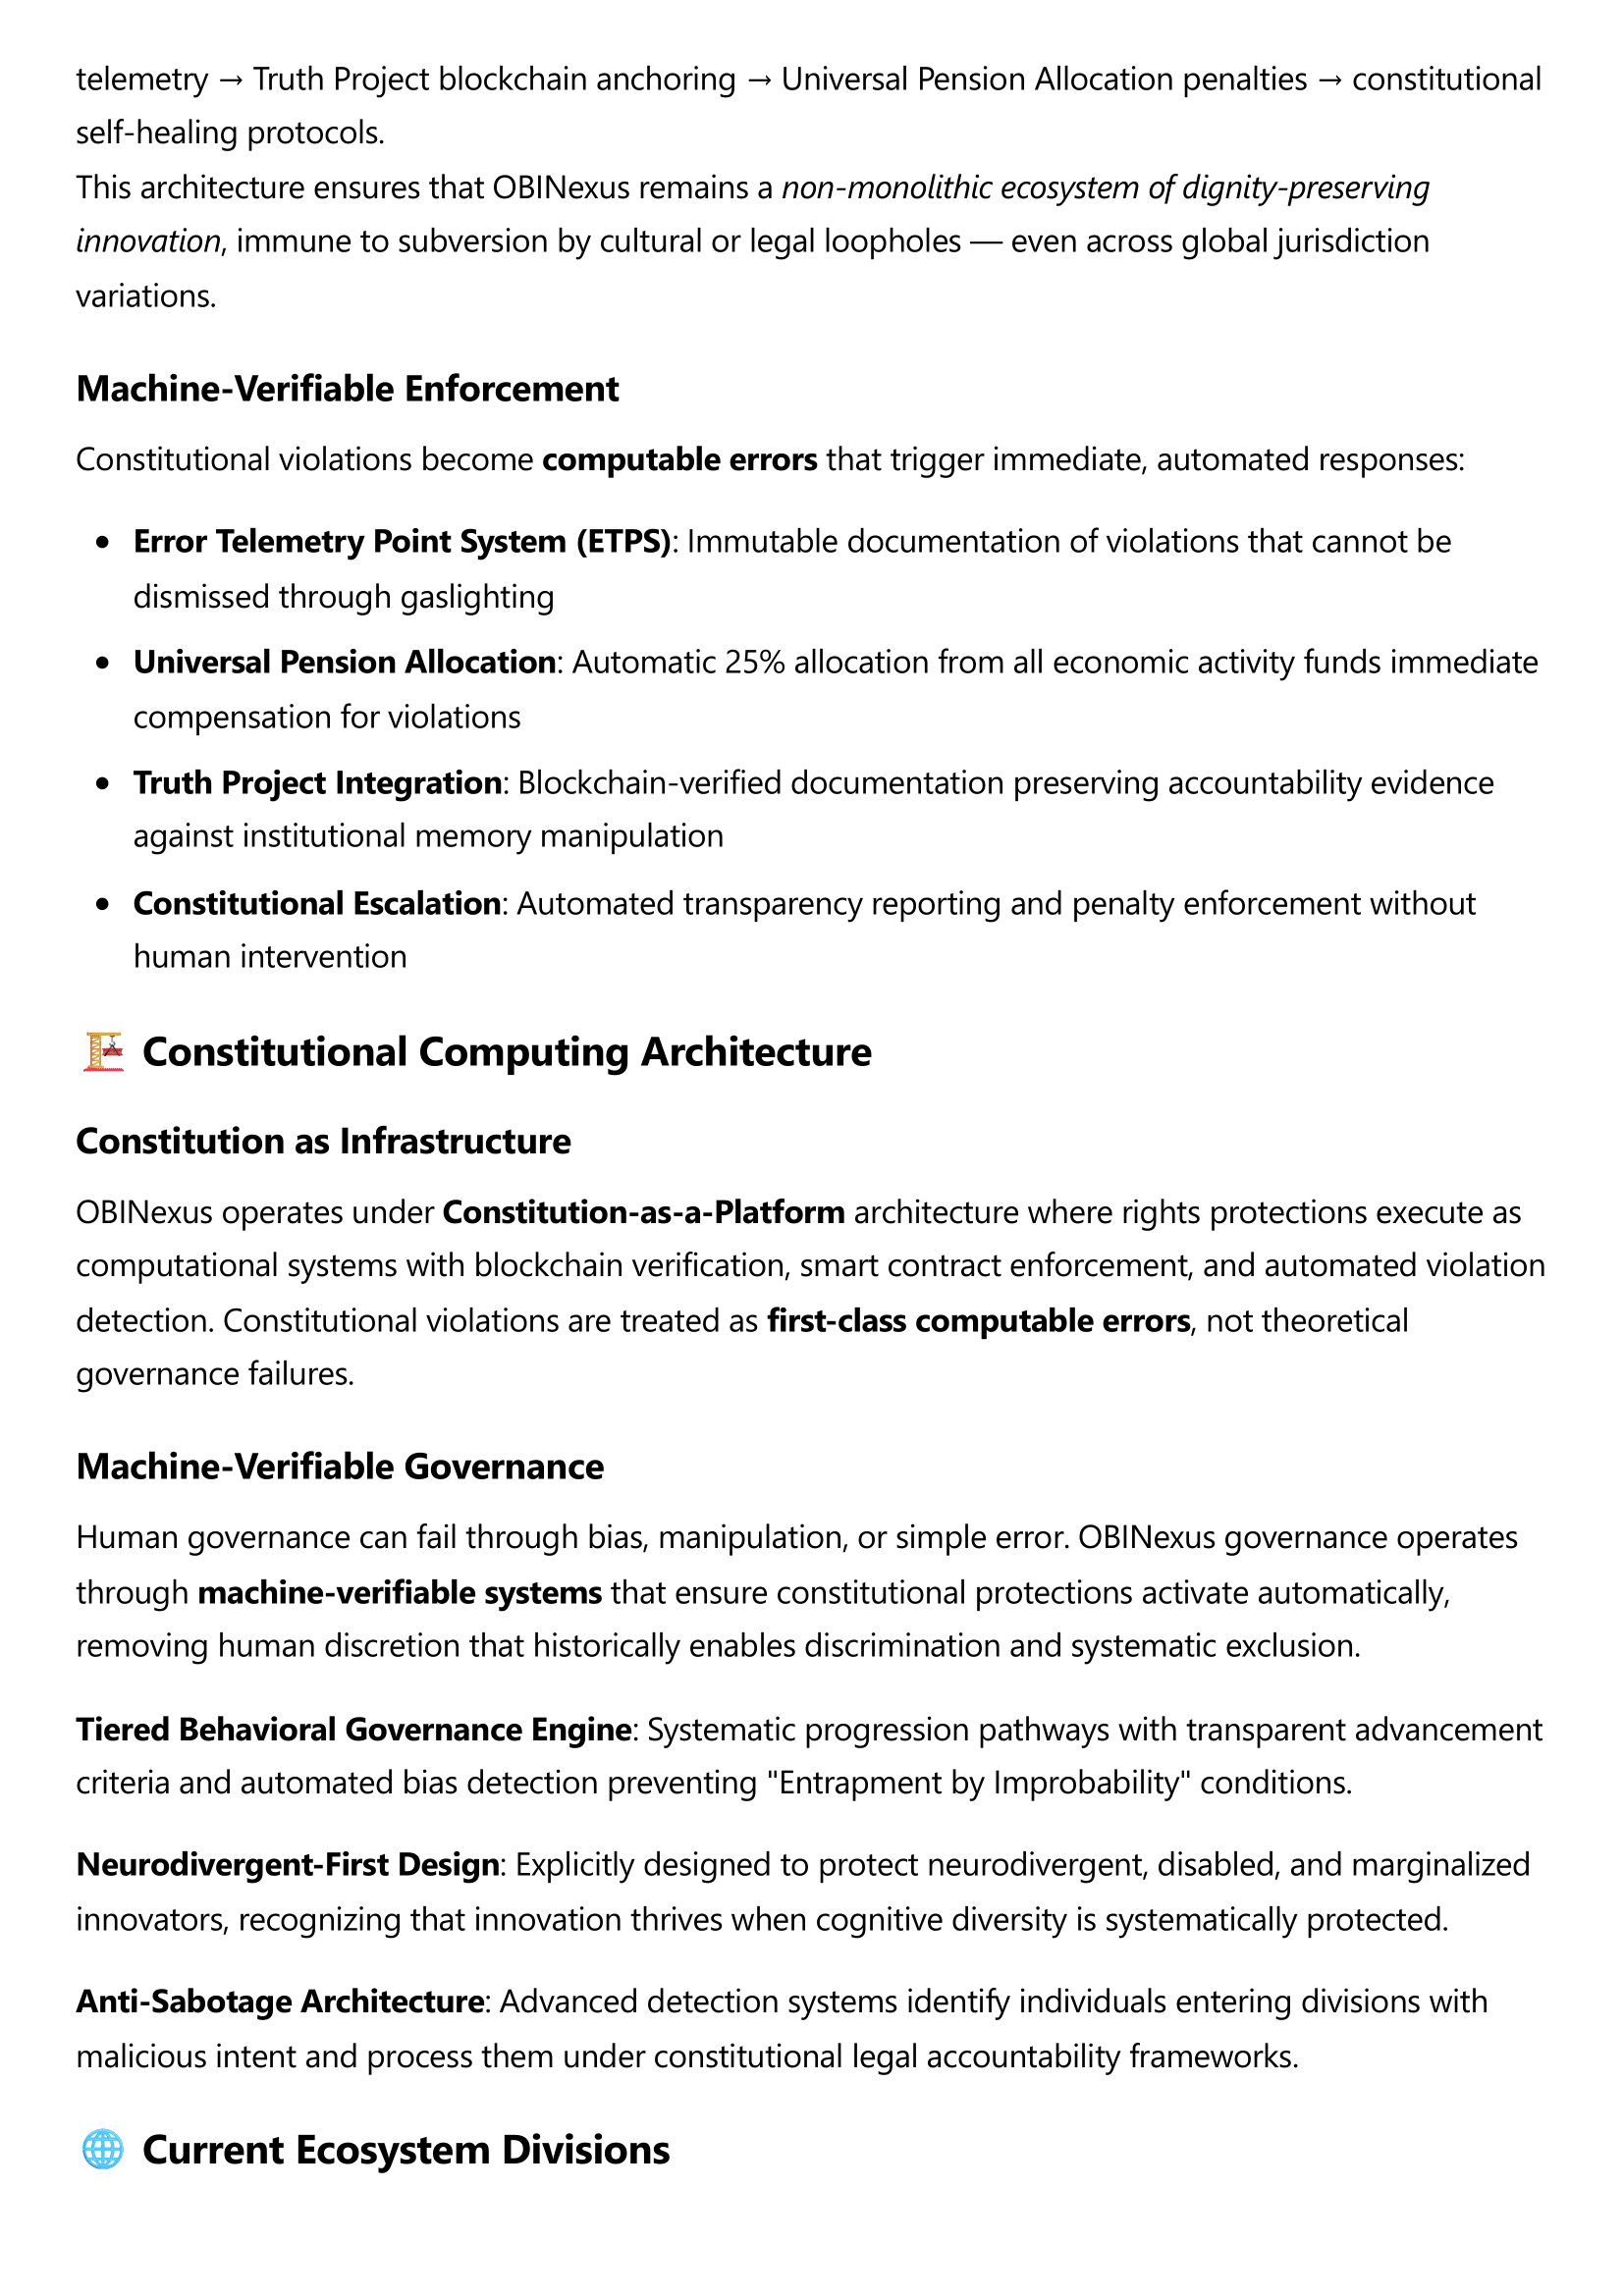 telemetry → Truth Project blockchain anchoring → Universal Pension Allocation penalties → constitutional
self-healing protocols.
This architecture ensures that OBINexus remains a non-monolithic ecosystem of dignity-preserving
innovation, immune to subversion by cultural or legal loopholes — even across global jurisdiction
variations.
Machine-Verifiable Enforcement
Constitutional violations become computable errors that trigger immediate, automated responses:
• Error Telemetry Point System (ETPS): Immutable documentation of violations that cannot be
dismissed through gaslighting
• Universal Pension Allocation: Automatic 25% allocation from all economic activity funds immediate
compensation for violations
• Truth Project Integration: Blockchain-verified documentation preserving accountability evidence
against institutional memory manipulation
• Constitutional Escalation: Automated transparency reporting and penalty enforcement without
human intervention
🏗️ Constitutional Computing Architecture
Constitution as Infrastructure
OBINexus operates under Constitution-as-a-Platform architecture where rights protections execute as
computational systems with blockchain verification, smart contract enforcement, and automated violation
detection. Constitutional violations are treated as first-class computable errors, not theoretical
governance failures.
Machine-Verifiable Governance
Human governance can fail through bias, manipulation, or simple error. OBINexus governance operates
through machine-verifiable systems that ensure constitutional protections activate automatically,
removing human discretion that historically enables discrimination and systematic exclusion.
Tiered Behavioral Governance Engine: Systematic progression pathways with transparent advancement
criteria and automated bias detection preventing "Entrapment by Improbability" conditions.
Neurodivergent-First Design: Explicitly designed to protect neurodivergent, disabled, and marginalized
innovators, recognizing that innovation thrives when cognitive diversity is systematically protected.
Anti-Sabotage Architecture: Advanced detection systems identify individuals entering divisions with
malicious intent and process them under constitutional legal accountability frameworks.
🌐 Current Ecosystem Divisions